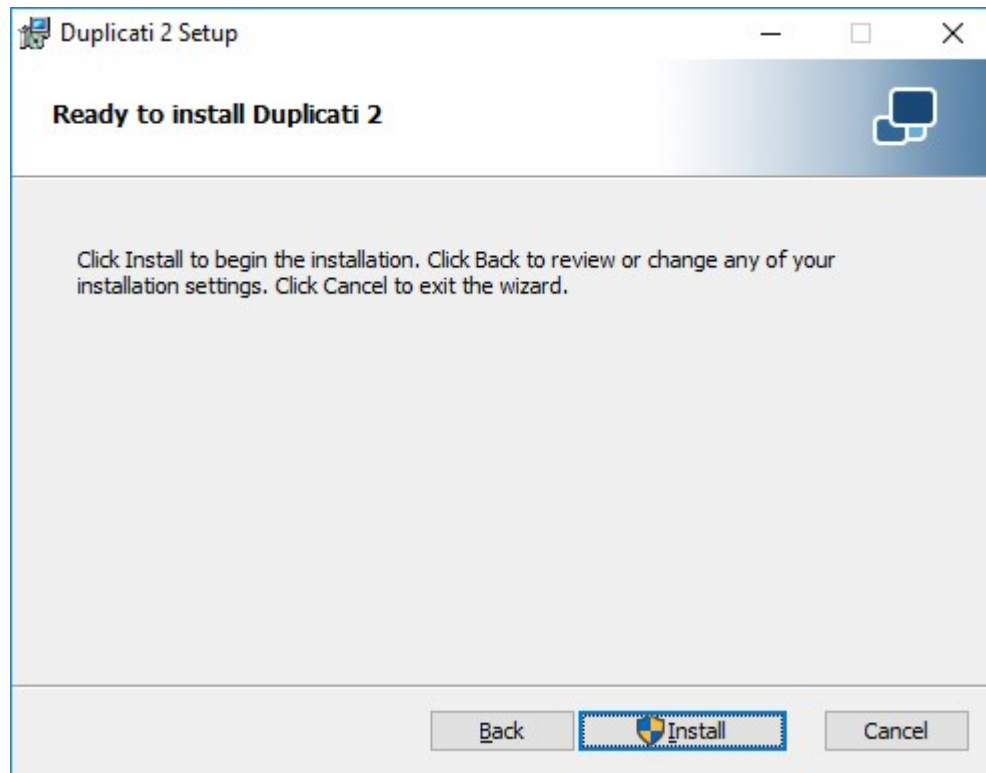 Duplicati 2 Setup
Ready to install Duplicati 2
Click Install to begin the installation. Click Back to review or change any of your
installation settings. Click Cancel to exit the wizard.
Back
Install
Cancel